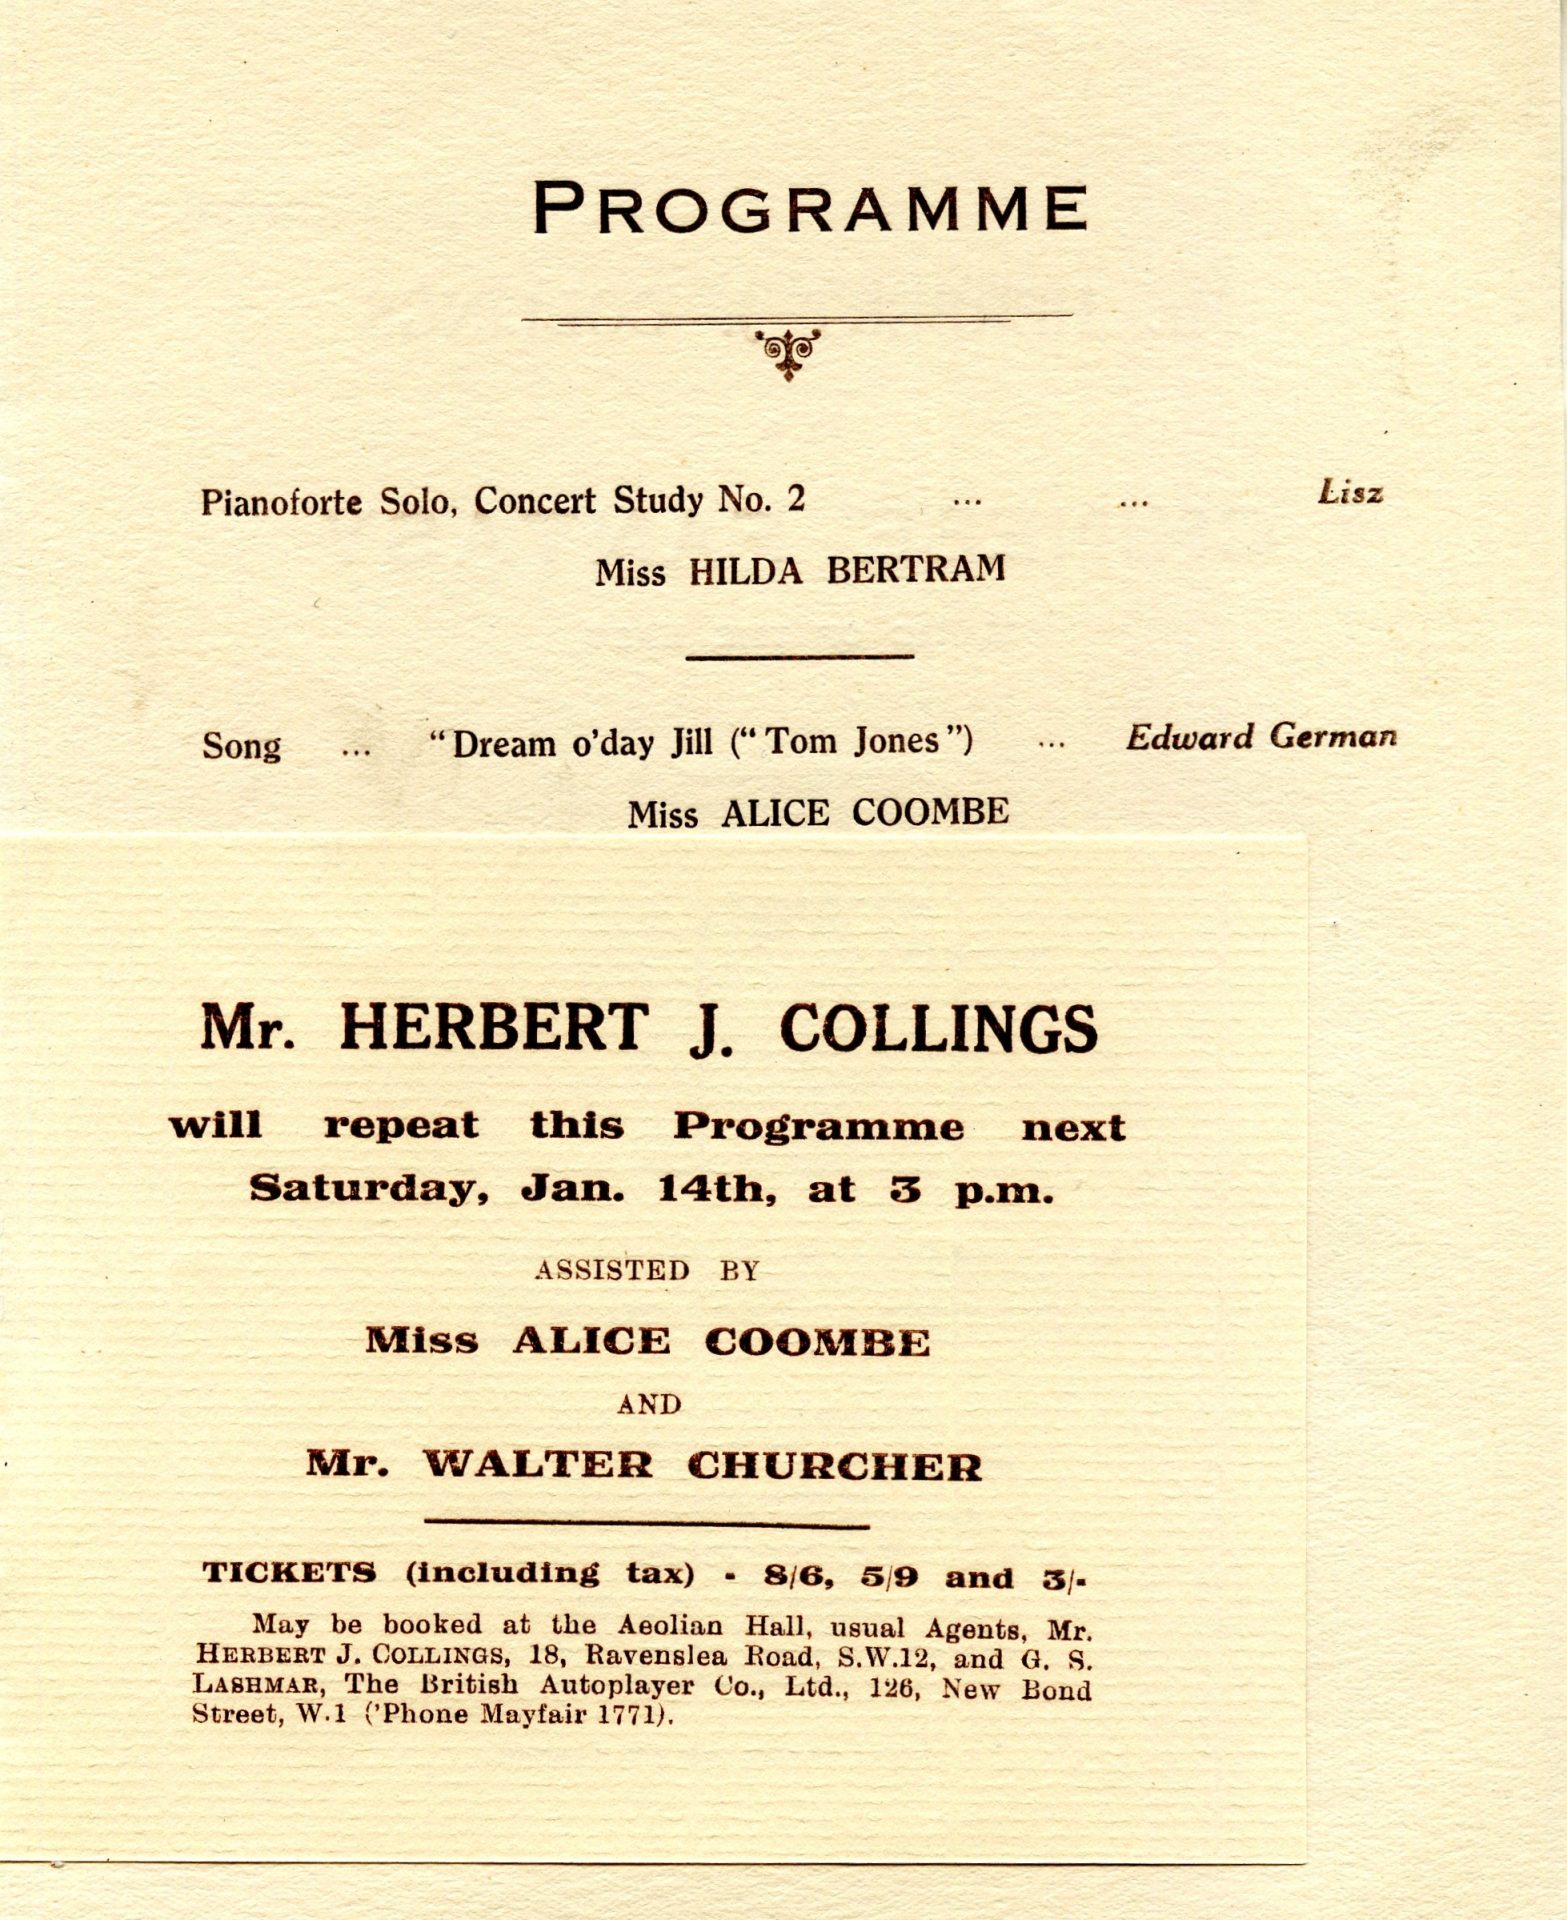 PROGRAMME
Pianoforte Solo, Concert Study No. 2 ... ... Lisz
Miss HILDA BERTRAM
Song ... "Dream o'day Jill ("Tom Jones") ... Edward German
Miss ALICE COOMBE
Mr. HERBERT J. COLLINGS
will repeat this Programme next
Saturday, Jan. 14th, at 3 p.m.
ASSISTED BY
Miss ALICE COOMBE
AND
Mr. WALTER CHURCHER
TICKETS (including tax) - 8/6, 5/9 and 3/-
May be booked at the Aeolian Hall, usual Agents, Mr.
HERBERT J. COLLINGS, 18, Ravenslea Road, S.W.12, and G. S.
LASHMAR, The British Autoplayer Co., Ltd., 126, New Bond
Street, W.1 ('Phone Mayfair 1771).